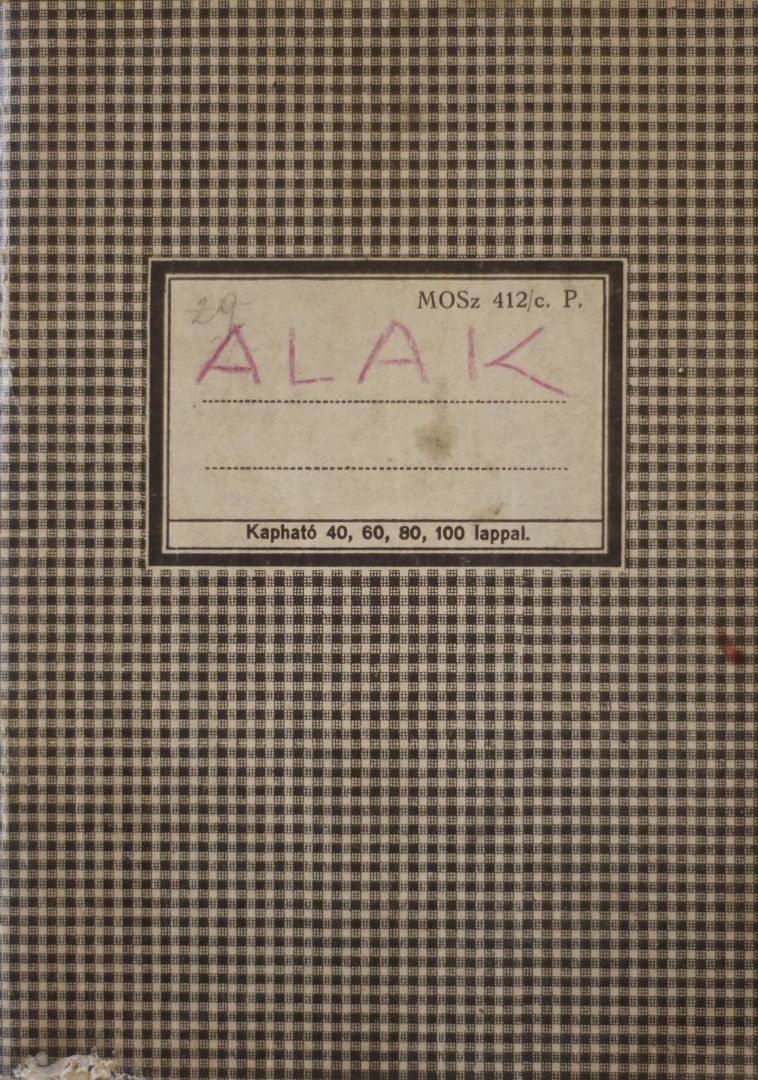 MOSz 412/c. P.
29
ALAK
Kapható 40, 60, 80, 100 lappal.